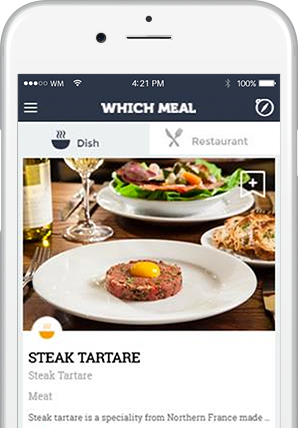 WM 4:21 PM 100%
WHICH MEAL
Dish Restaurant
STEAK TARTARE
Steak Tartare
Meat
Steak tartare is a speciality from Northern France made ...